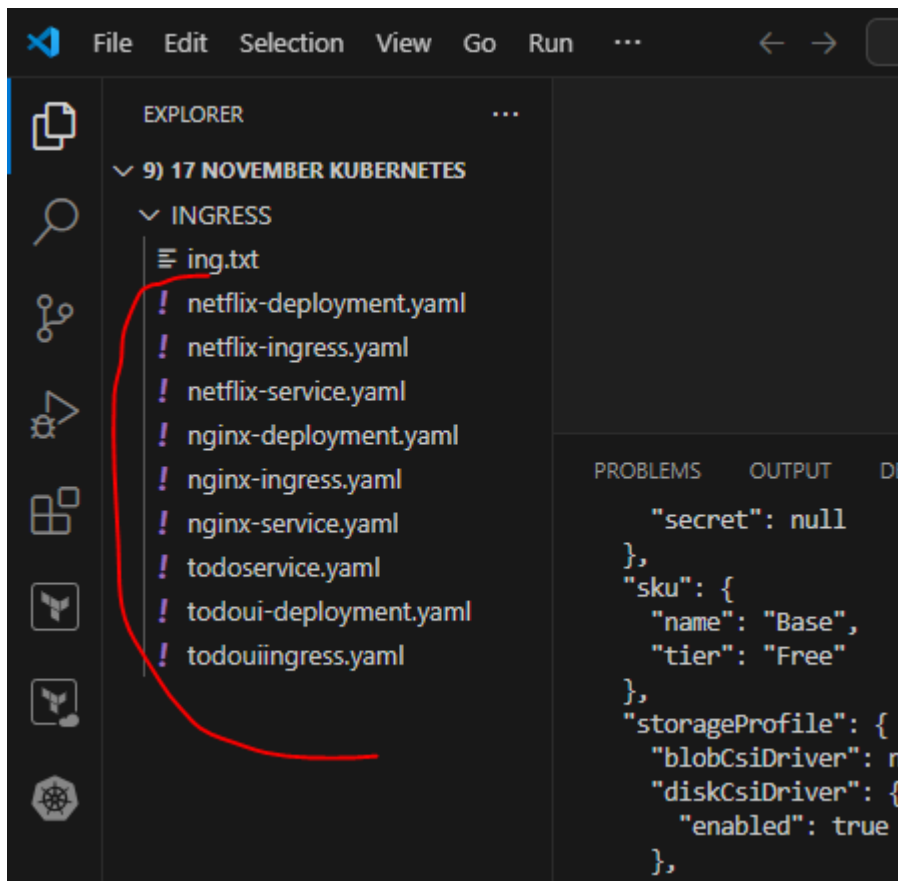 File Edit Selection View Go Run ...
EXPLORER ...
9) 17 NOVEMBER KUBERNETES
INGRESS
ing.txt
! netflix-deployment.yaml
! netflix-ingress.yaml
! netflix-service.yaml
! nginx-deployment.yaml
! nginx-ingress.yaml
! nginx-service.yaml
! todoservice.yaml
! todoui-deployment.yaml
! todouiingress.yaml
PROBLEMS OUTPUT
"secret": null
},
"sku": {
"name": "Base",
"tier": "Free"
},
"storageProfile": {
"blobCsiDriver":
"diskCsiDriver": {
"enabled": true
},